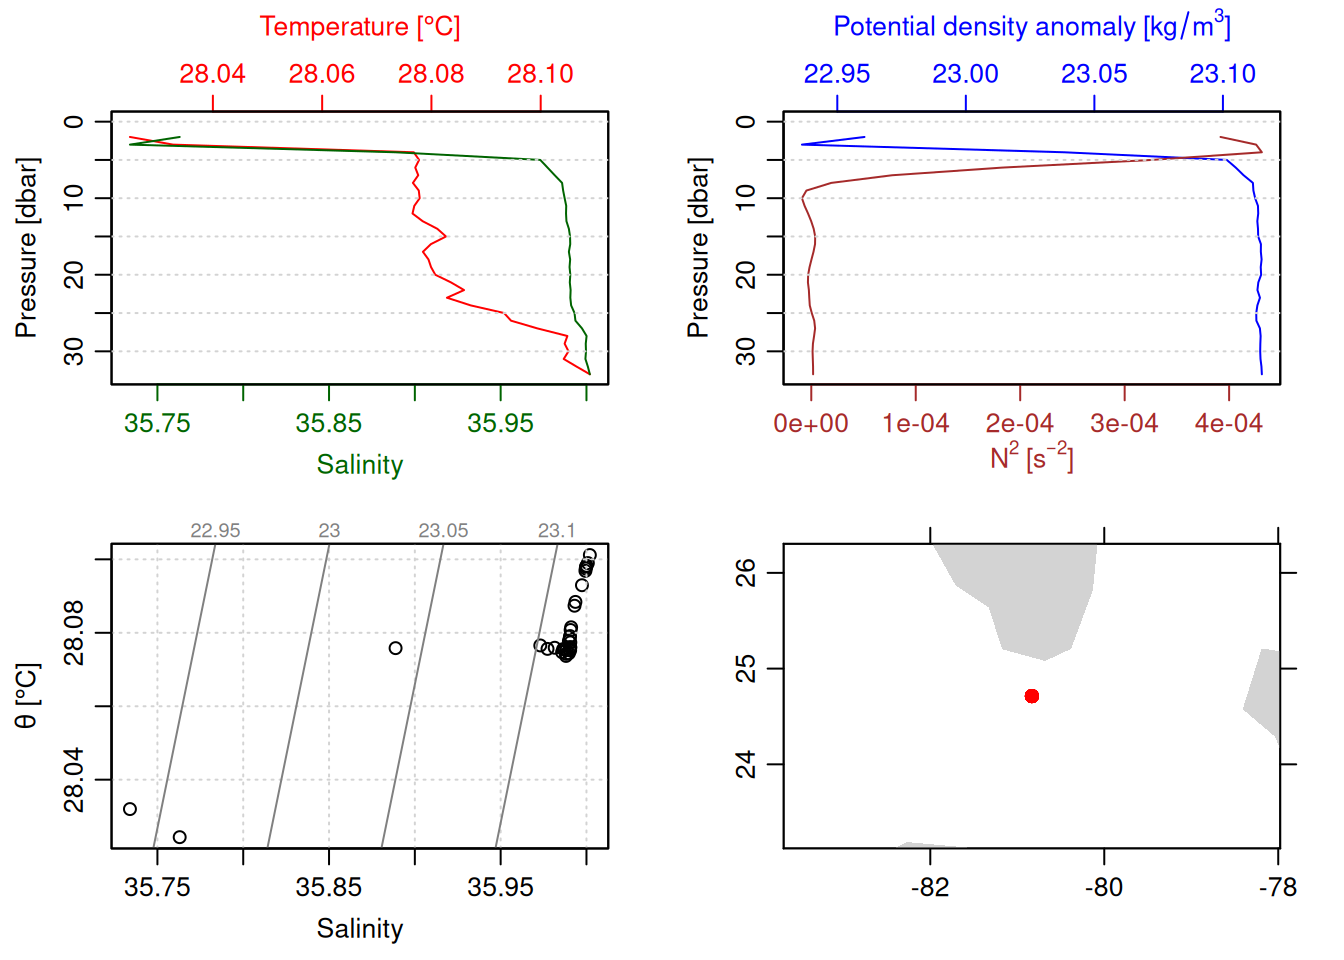 Temperature [°C]
28.04 28.06 28.08 28.10
Pressure [dbar]
0
10
20
30
35.75 35.85 35.95
Salinity
Potential density anomaly [kg/m³]
22.95 23.00 23.05 23.10
Pressure [dbar]
0
10
20
30
0e+00 1e-04 2e-04 3e-04 4e-04
N² [s⁻²]
22.95 23 23.05 23.1
θ [°C]
28.08
28.04
35.75 35.85 35.95
Salinity
26
25
24
-82 -80 -78